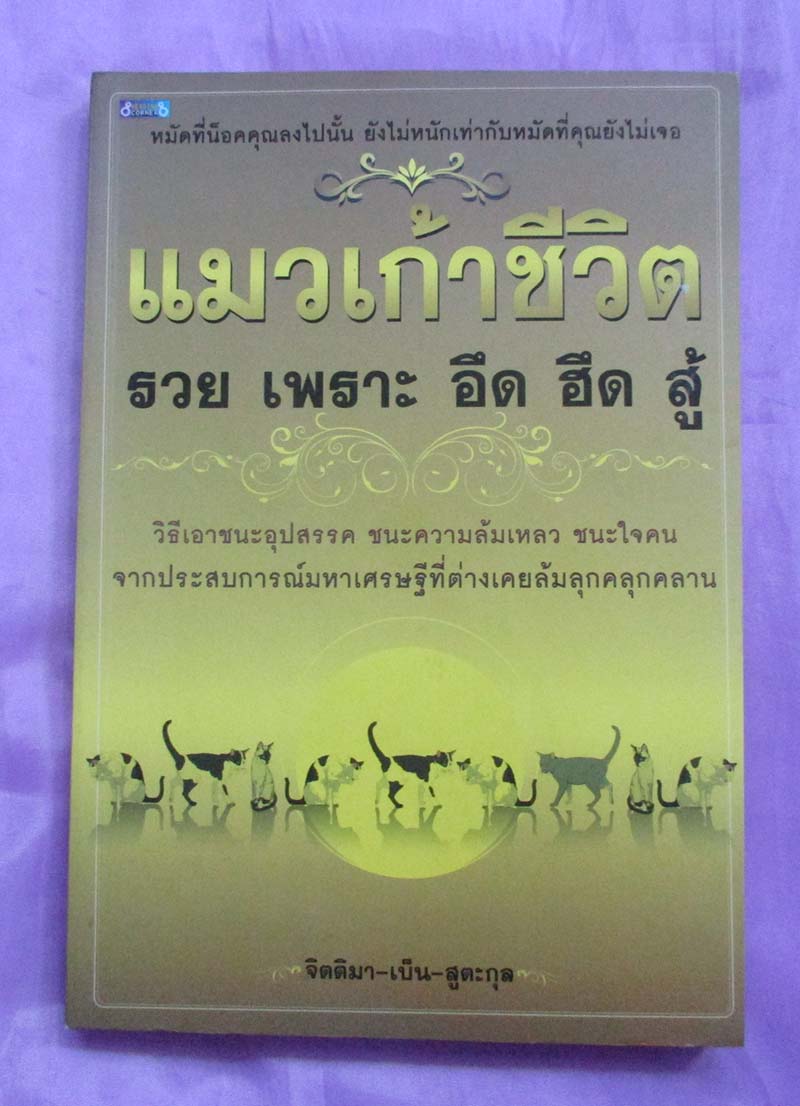 READING
CORNER
หมัดที่น็อคคุณลงไปนั้น ยังไม่หนักเท่ากับหมัดที่คุณยังไม่เจอ
แมวเก้าชีวิต
รวย เพราะ อึด ฮึด สู้
วิธีเอาชนะอุปสรรค ชนะความล้มเหลว ชนะใจคน
จากประสบการณ์มหาเศรษฐีที่ต่างเคยล้มลุกคลุกคลาน
จิตติมา-เบ็น-สูตะกุล